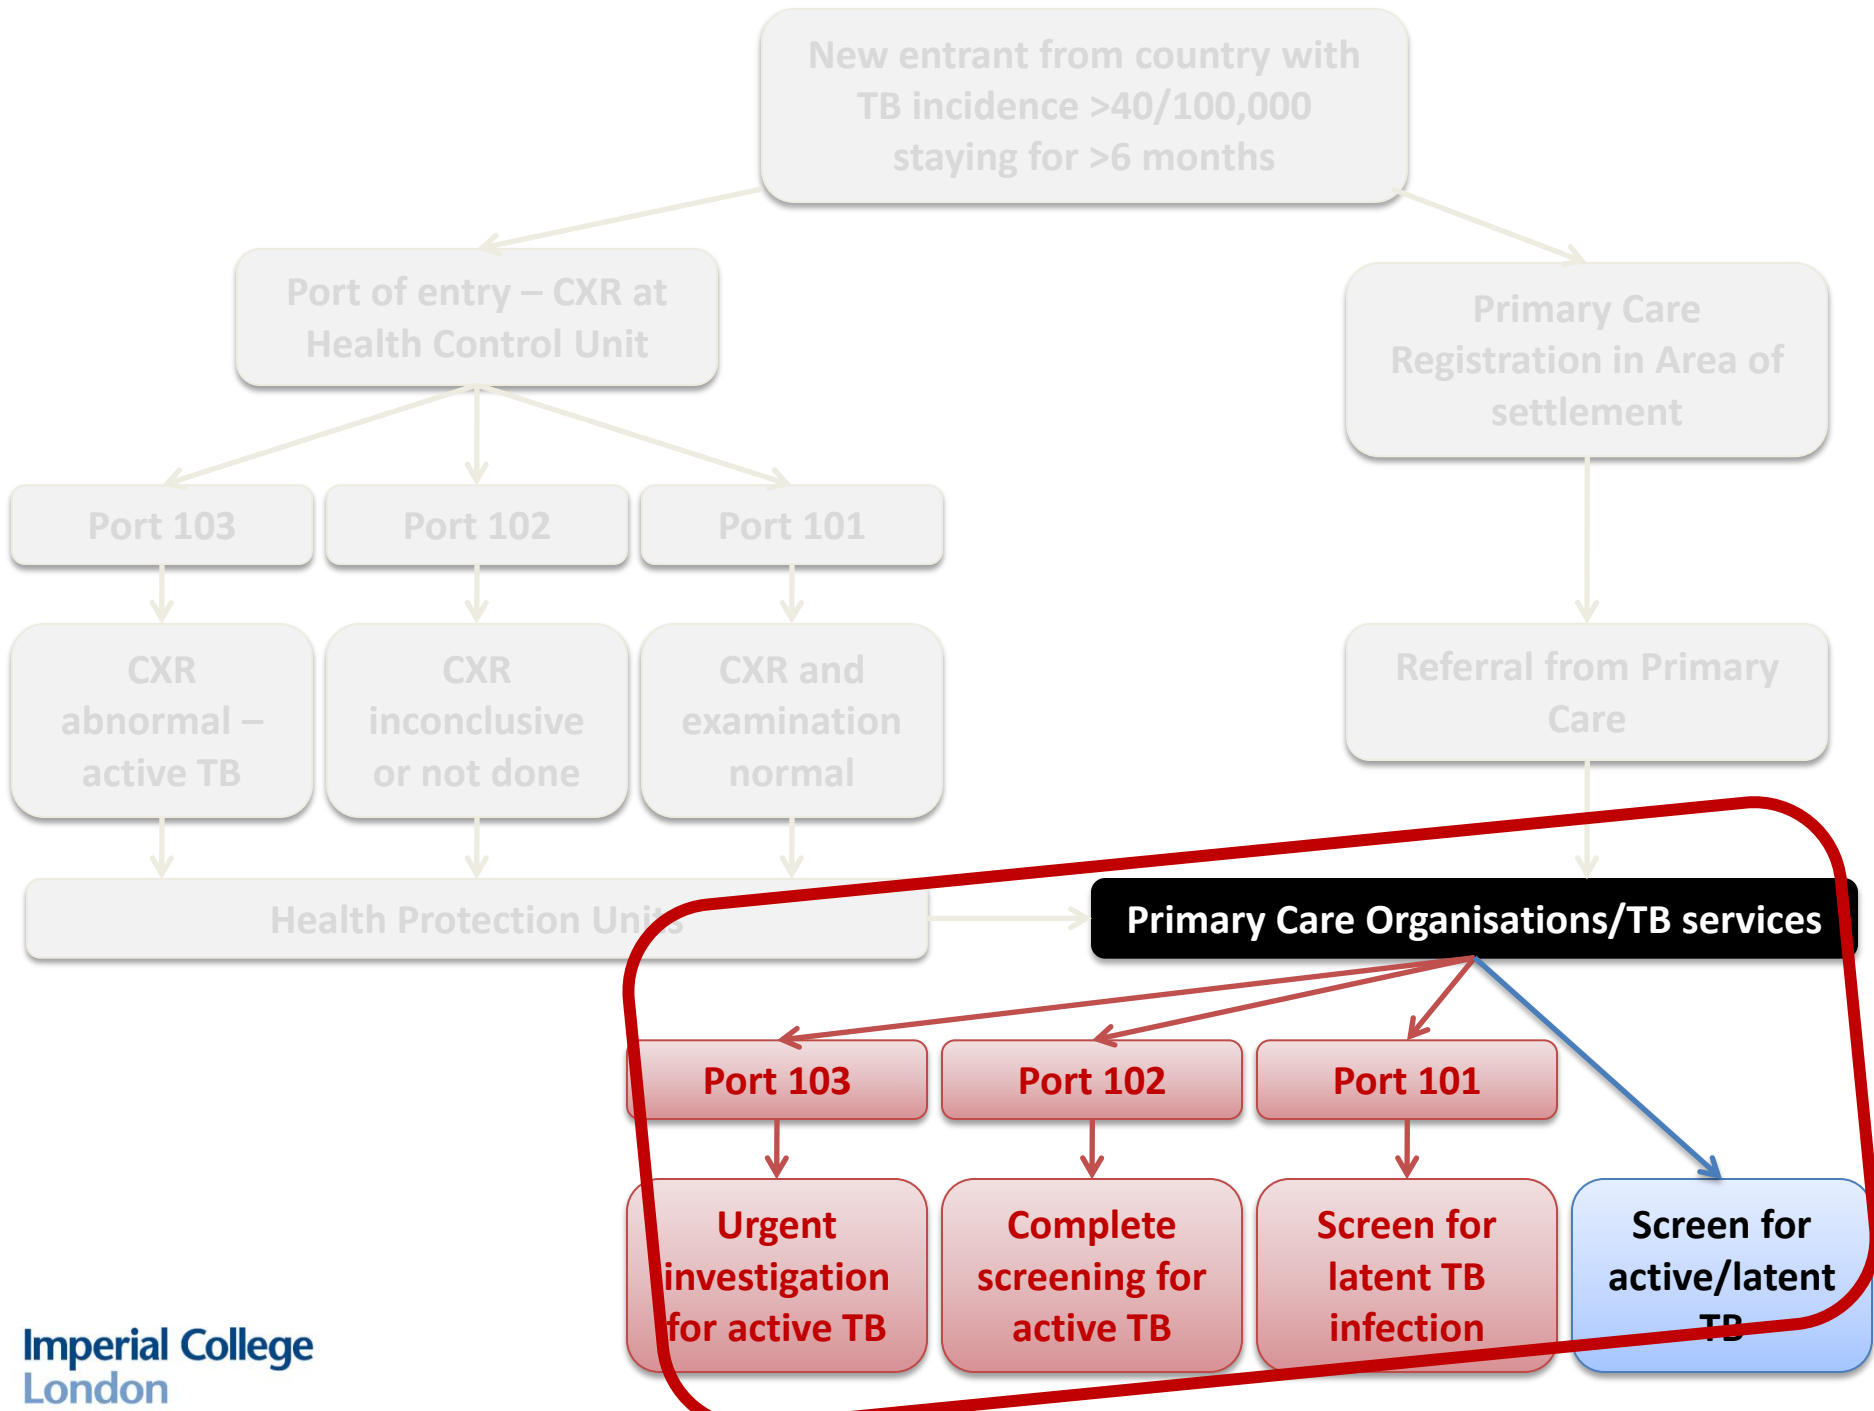 New entrant from country with
TB incidence >40/100,000
staying for >6 months
Port of entry – CXR at
Health Control Unit
Primary Care
Registration in Area of
settlement
Port 103
Port 102
Port 101
CXR
abnormal –
active TB
CXR
inconclusive
or not done
CXR and
examination
normal
Referral from Primary
Care
Health Protection Units
Primary Care Organisations/TB services
Port 103
Port 102
Port 101
Urgent
investigation
for active TB
Complete
screening for
active TB
Screen for
latent TB
infection
Screen for
active/latent
TB
Imperial College
London